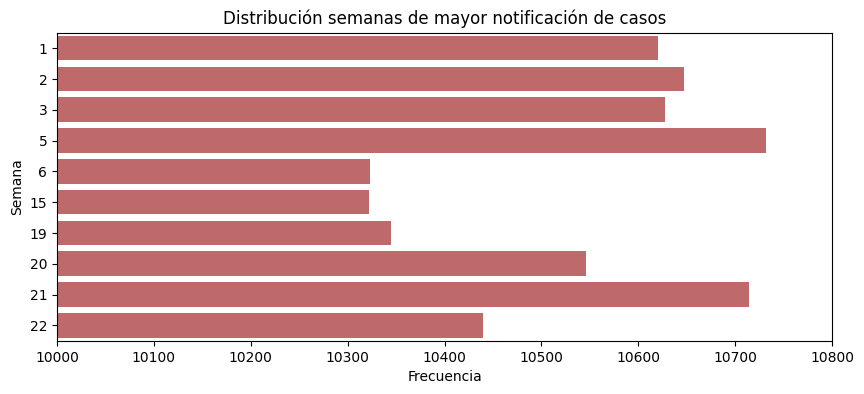 Distribución semanas de mayor notificación de casos
Semana
1
2
3
5
6
15
19
20
21
22
10000 10100 10200 10300 10400 10500 10600 10700 10800
Frecuencia